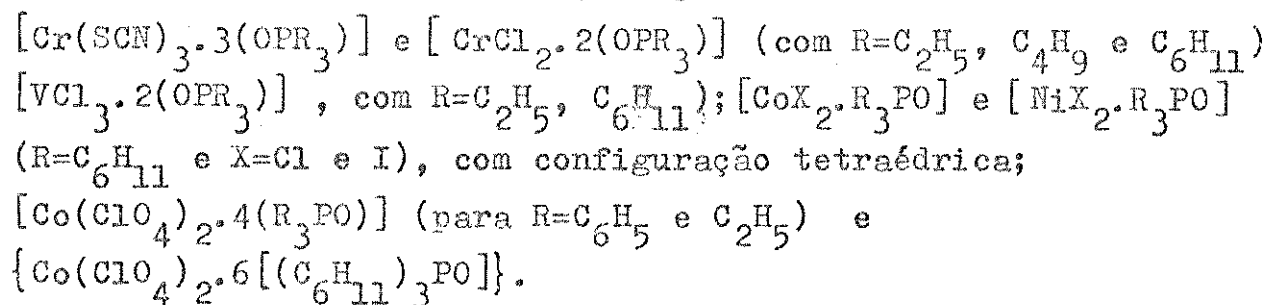 [Cr(SCN)₃.3(OPR₃)] e [ CrCl₂.2(OPR₃)] (com R=C₂H₅, C₄H₉ e C₆H₁₁)
[VCl₃.2(OPR₃)] , com R=C₂H₅, C₆H₁₁); [CoX₂.R₃PO] e [ NiX₂.R₃PO]
(R=C₆H₁₁ e X=Cl e I), com configuração tetraédrica;
[Co(ClO₄)₂.4(R₃PO)] (para R=C₆H₅ e C₂H₅) e
{Co(ClO₄)₂.6[(C₆H₁₁)₃PO]}.